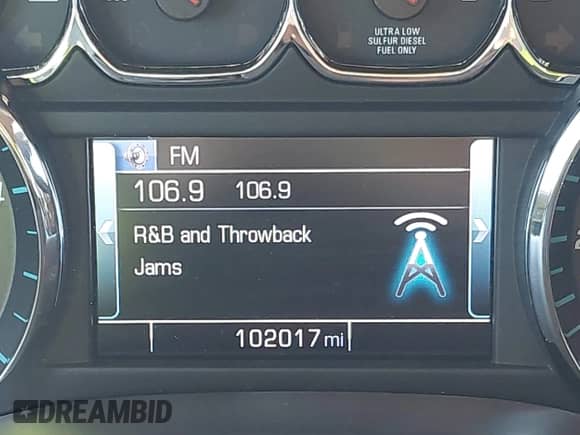 ULTRA LOW
SULFUR DIESEL
FUEL ONLY
FM
106.9 106.9
R&B and Throwback
Jams
102017 mi
DREAMBID